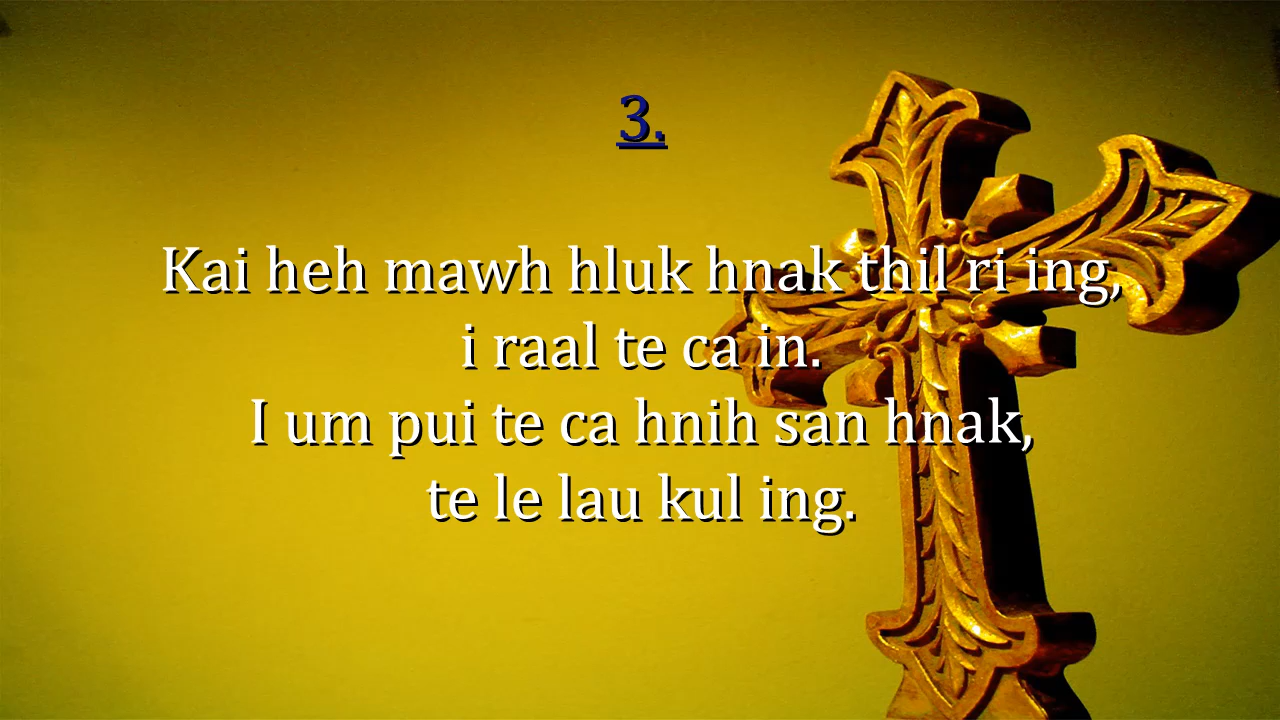 3.
Kai heh mawh hluk hnak thil ri ing,
i raal te ca in.
I um pui te ca hnih san hnak,
te le lau kul ing.